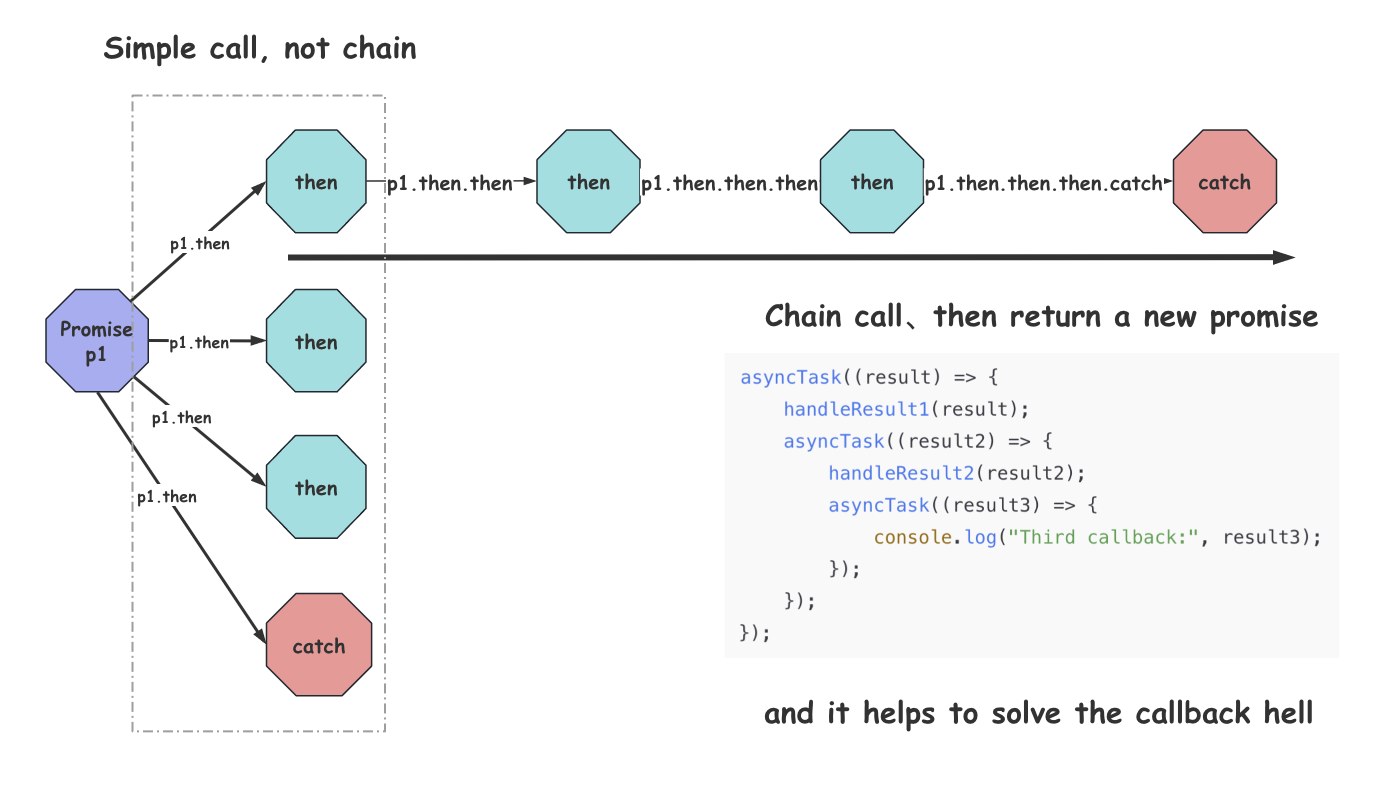 Simple call, not chain
then
p1.then.then
then
p1.then.then.then
then
p1.then.then.then.catch
catch
p1.then
Promise
p1
p1.then
then
p1.then
then
p1.then
catch
Chain call、then return a new promise
asyncTask((result) => {
    handleResult1(result);
    asyncTask((result2) => {
        handleResult2(result2);
        asyncTask((result3) => {
            console.log("Third callback:", result3);
        });
    });
});
and it helps to solve the callback hell